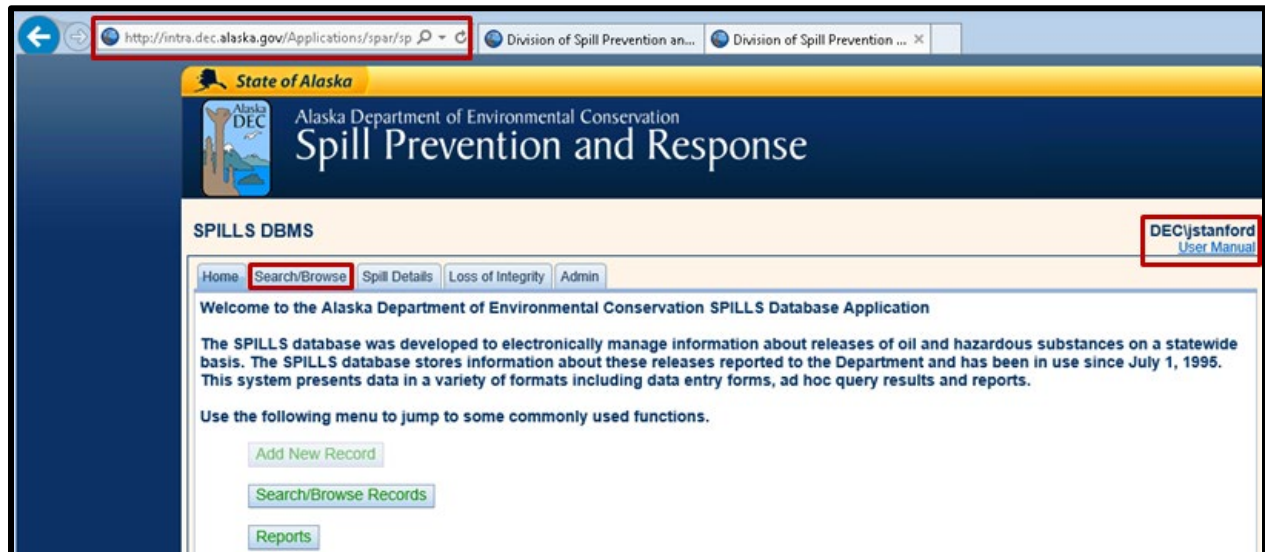 http://intra.dec.alaska.gov/Applications/spar/sp
Division of Spill Prevention an...
Division of Spill Prevention ...
State of Alaska
Alaska
DEC
Alaska Department of Environmental Conservation
Spill Prevention and Response
SPILLS DBMS
DEC\jstanford
User Manual
Home Search/Browse Spill Details Loss of Integrity Admin
Welcome to the Alaska Department of Environmental Conservation SPILLS Database Application
The SPILLS database was developed to electronically manage information about releases of oil and hazardous substances on a statewide
basis. The SPILLS database stores information about these releases reported to the Department and has been in use since July 1, 1995.
This system presents data in a variety of formats including data entry forms, ad hoc query results and reports.
Use the following menu to jump to some commonly used functions.
Add New Record
Search/Browse Records
Reports